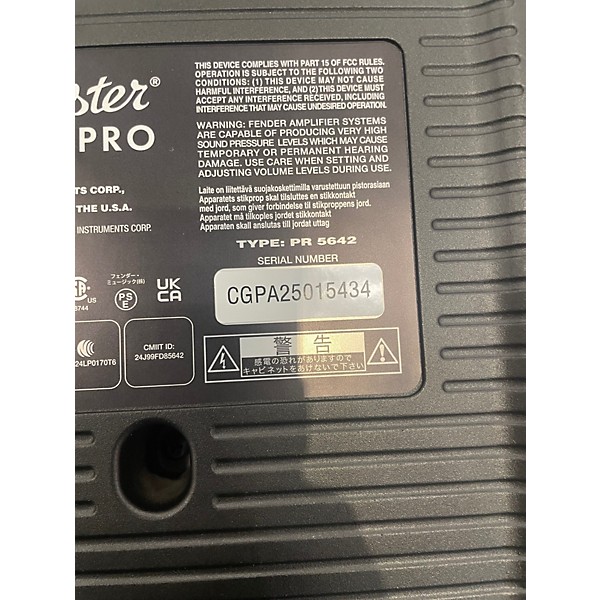 THIS DEVICE COMPLIES WITH PART 15 OF FCC RULES.
OPERATION IS SUBJECT TO THE FOLLOWING TWO
CONDITIONS: (1) THIS DEVICE MAY NOT CAUSE
HARMFUL INTERFERENCE, AND (2)THIS DEVICE MUST
ACCEPT ANY INTERFERENCE RECEIVED, INCLUDING
INTERFERENCE THAT MAY CAUSE UNDESIRED OPERATION.
ster®
PRO
WARNING: FENDER AMPLIFIER SYSTEMS
ARE CAPABLE OF PRODUCING VERY HIGH
SOUND PRESSURE LEVELS WHICH MAY CAUSE
TEMPORARY OR PERMANENT HEARING
DAMAGE. USE CARE WHEN SETTING AND
ADJUSTING VOLUME LEVELS DURING USE.
TS CORP.,
THE U.S.A.
INSTRUMENTS CORP.
Laite on liitettävä suojakoskettimilla varustettuun pistorasiaan
Apparatets stikprop skal tilsluttes en stikkontakt
med jord, som giver forbindelse til stikproppens jord.
Apparatet må tilkoples jordet stikkontakt
Apparaten skall anslutas till jordat uttag
TYPE: PR 5642
SERIAL NUMBER
CGPA25015434
US
6744
フェンダー・
ミュージック(株)
PS
E
UK
CA
24LP0170T6
CMIIT ID:
24J99FD85642
警告
感電の恐れがありますので
キャビネットをあけないで下さい